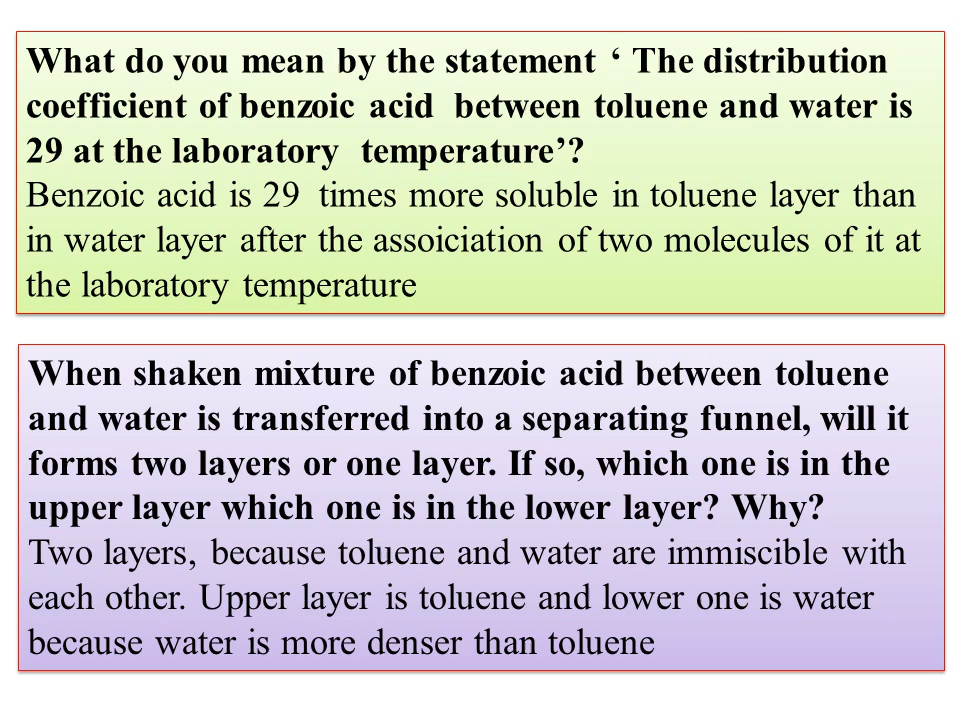 What do you mean by the statement ‘ The distribution
coefficient of benzoic acid between toluene and water is
29 at the laboratory temperature’?
Benzoic acid is 29 times more soluble in toluene layer than
in water layer after the assoiciation of two molecules of it at
the laboratory temperature
When shaken mixture of benzoic acid between toluene
and water is transferred into a separating funnel, will it
forms two layers or one layer. If so, which one is in the
upper layer which one is in the lower layer? Why?
Two layers, because toluene and water are immiscible with
each other. Upper layer is toluene and lower one is water
because water is more denser than toluene